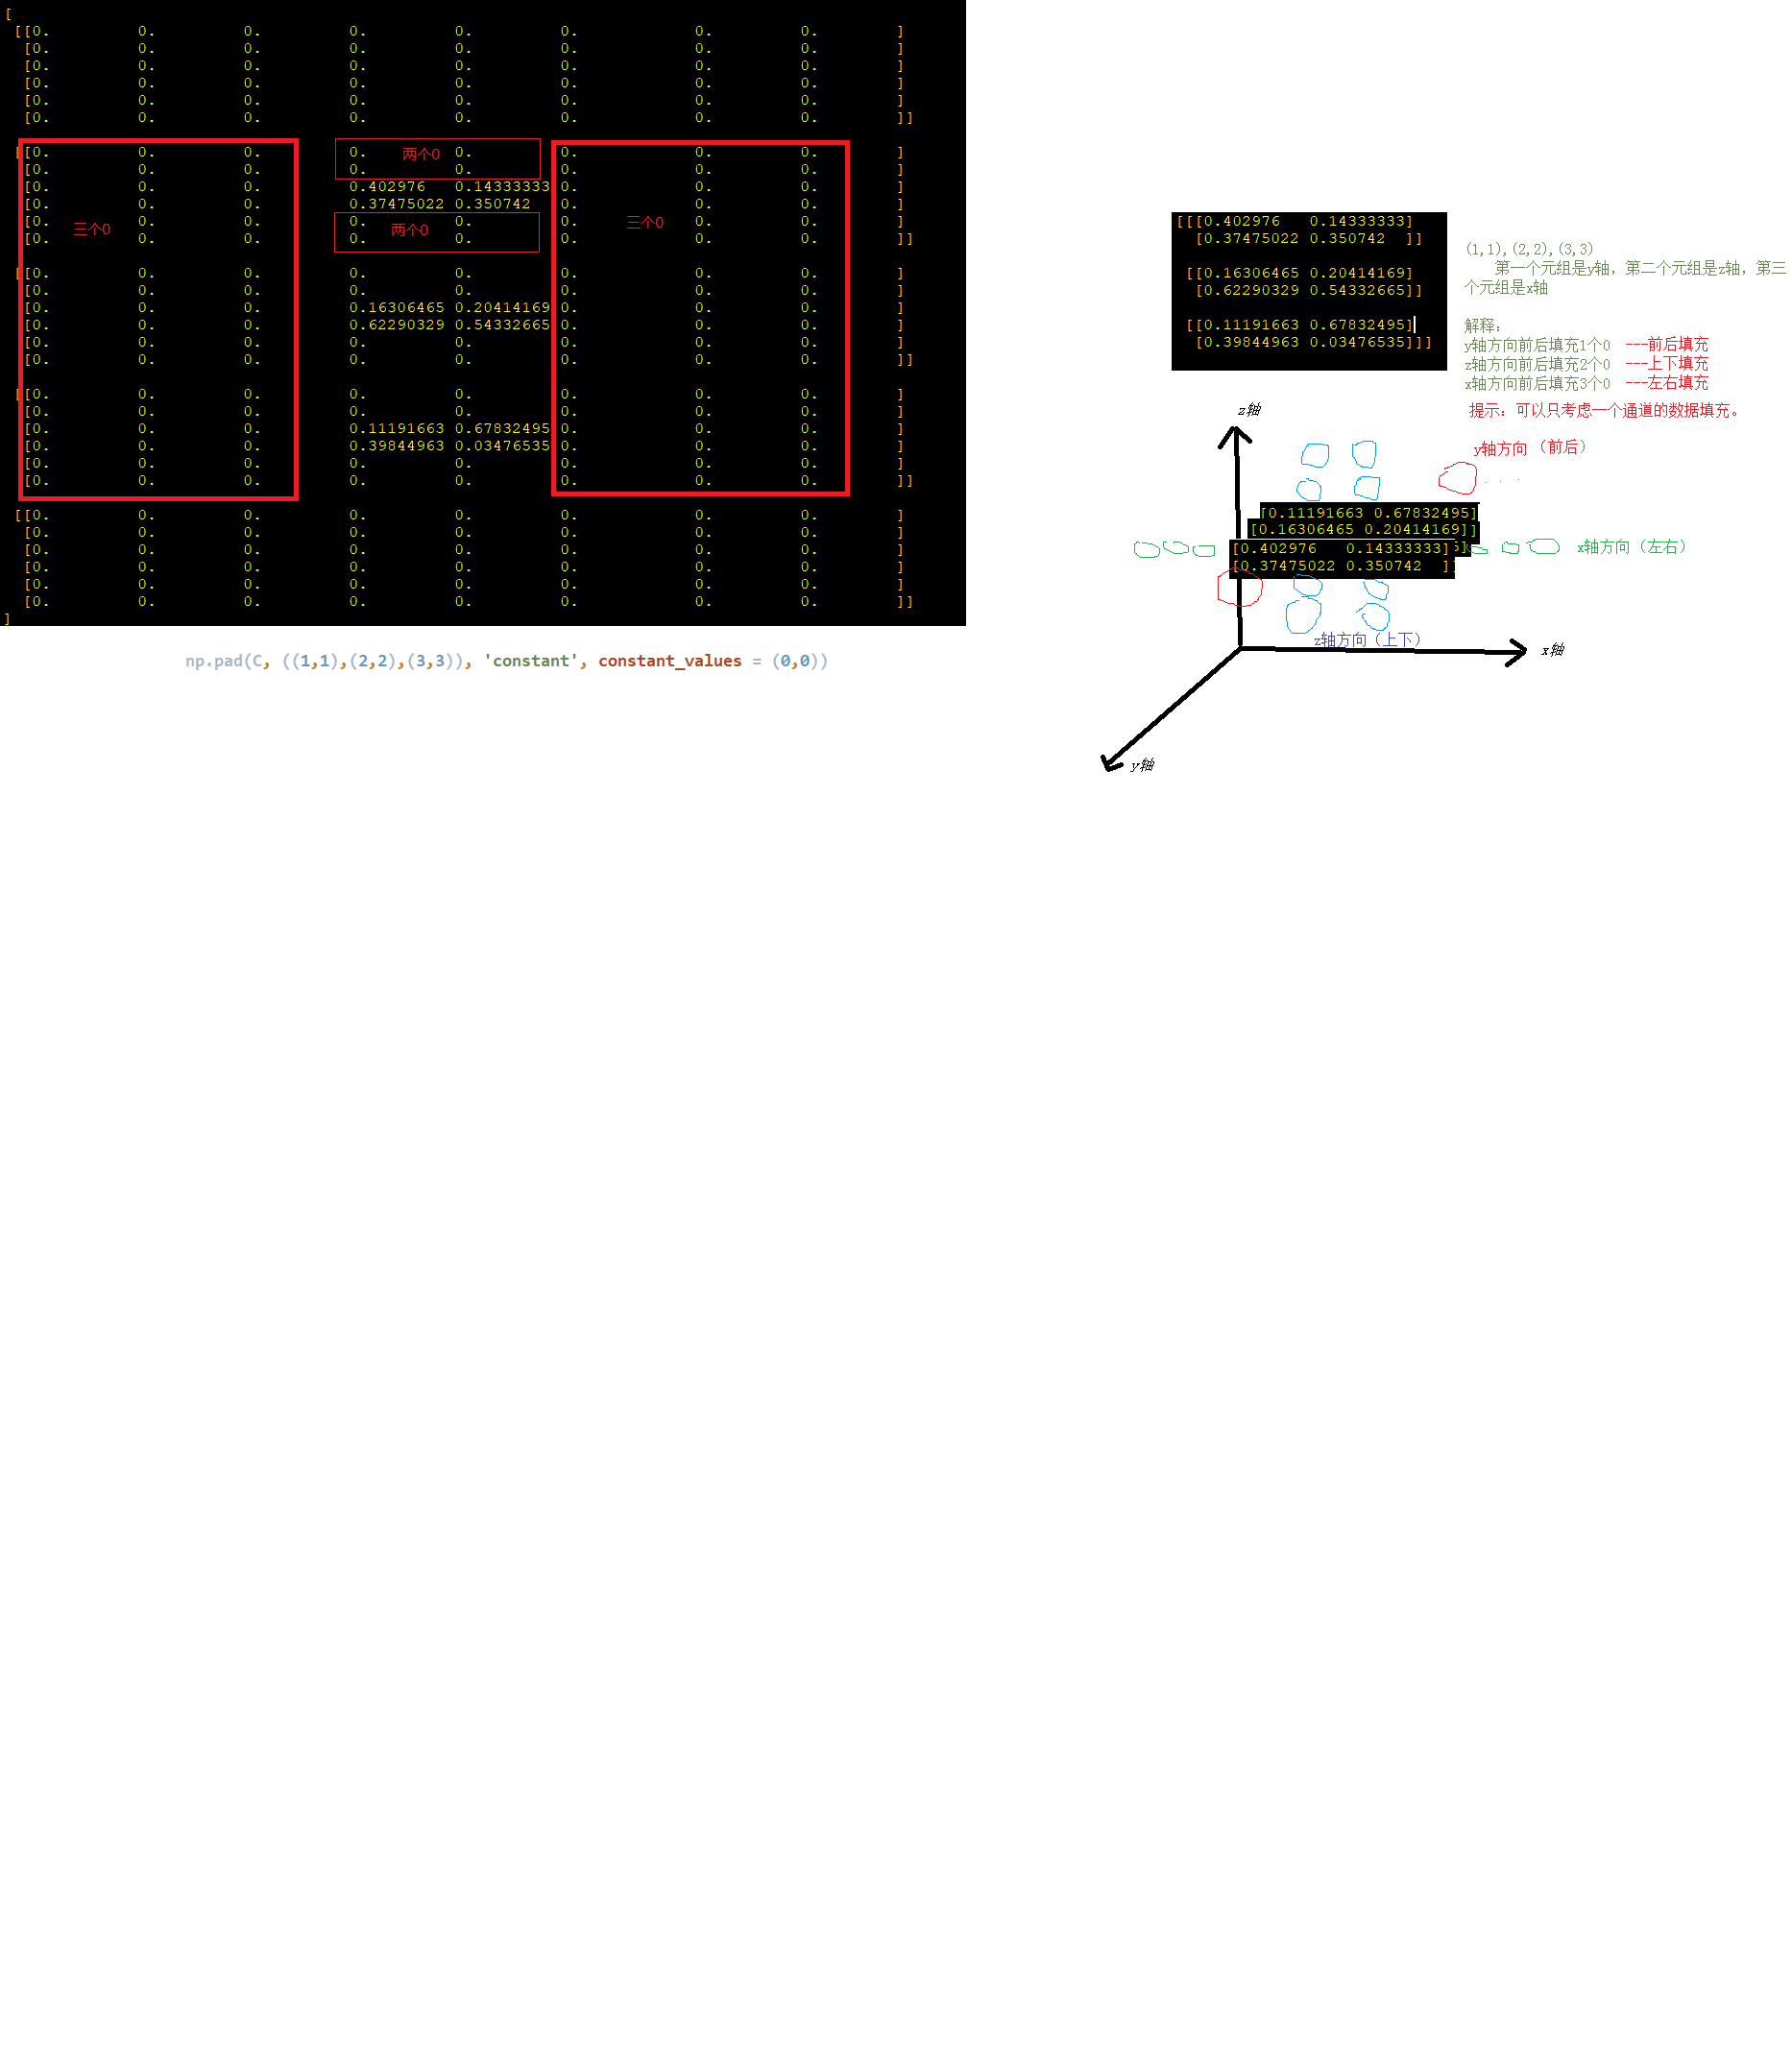 [
[[0. 0. 0. 0. 0. 0. 0. 0. ]
[0. 0. 0. 0. 0. 0. 0. 0. ]
[0. 0. 0. 0. 0. 0. 0. 0. ]
[0. 0. 0. 0. 0. 0. 0. 0. ]
[0. 0. 0. 0. 0. 0. 0. 0. ]
[0. 0. 0. 0. 0. 0. 0. 0. ]]
[[0. 0. 0. 0. 两个0 0. 0. 0. 0. ]
[0. 0. 0. 0. 0. 0. 0. 0. ]
[0. 0. 0. 0.402976 0.14333333 0. 0. 0. ]
[0. 0. 0. 0.37475022 0.350742 0. 0. 0. ]
[0. 0. 0. 0. 0. 0. 0. 0. ]
三个0 两个0 三个0
[0. 0. 0. 0. 0. 0. 0. 0. ]]
[[0. 0. 0. 0. 0. 0. 0. 0. ]
[0. 0. 0. 0. 0. 0. 0. 0. ]
[0. 0. 0. 0.16306465 0.20414169 0. 0. 0. ]
[0. 0. 0. 0.62290329 0.54332665 0. 0. 0. ]
[0. 0. 0. 0. 0. 0. 0. 0. ]
[0. 0. 0. 0. 0. 0. 0. 0. ]]
[[0. 0. 0. 0. 0. 0. 0. 0. ]
[0. 0. 0. 0. 0. 0. 0. 0. ]
[0. 0. 0. 0.11191663 0.67832495 0. 0. 0. ]
[0. 0. 0. 0.39844963 0.03476535 0. 0. 0. ]
[0. 0. 0. 0. 0. 0. 0. 0. ]
[0. 0. 0. 0. 0. 0. 0. 0. ]]
[[0. 0. 0. 0. 0. 0. 0. 0. ]
[0. 0. 0. 0. 0. 0. 0. 0. ]
[0. 0. 0. 0. 0. 0. 0. 0. ]
[0. 0. 0. 0. 0. 0. 0. 0. ]
[0. 0. 0. 0. 0. 0. 0. 0. ]
[0. 0. 0. 0. 0. 0. 0. 0. ]]
]
np.pad(C, ((1,1),(2,2),(3,3)), 'constant', constant_values = (0,0))
[[[0.402976 0.14333333]
[0.37475022 0.350742 ]]
[[0.16306465 0.20414169]
[0.62290329 0.54332665]]
[[0.11191663 0.67832495]
[0.39844963 0.03476535]]]
(1,1),(2,2),(3,3)
第一个元组是y轴，第二个元组是z轴，第三
个元组是x轴
解释：
y轴方向前后填充1个0 ---前后填充
z轴方向前后填充2个0 ---上下填充
x轴方向前后填充3个0 ---左右填充
提示：可以只考虑一个通道的数据填充。
z轴
y轴方向（前后）
[0.11191663 0.67832495]
[0.16306465 0.20414169]]
[0.402976 0.14333333]
[0.37475022 0.350742 ]
x轴方向（左右）
z轴方向（上下）
x轴
y轴